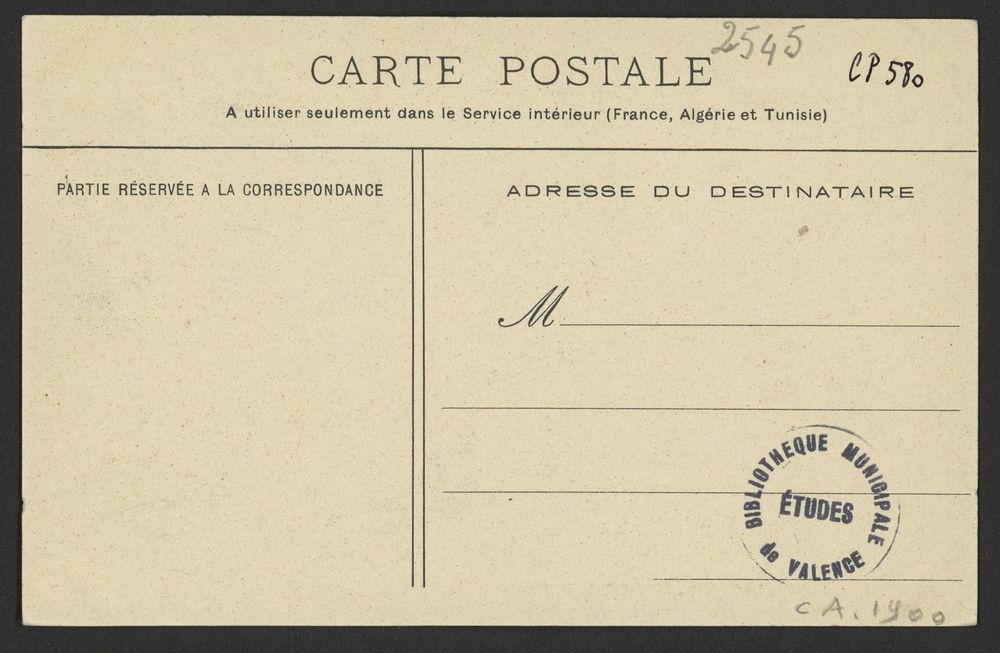 2545
CARTE POSTALE
CP 580
A utiliser seulement dans le Service intérieur (France, Algérie et Tunisie)
PARTIE RÉSERVÉE A LA CORRESPONDANCE
ADRESSE DU DESTINATAIRE
M
BIBLIOTHEQUE MUNICIPALE
ÉTUDES
de VALENCE
CA. 1900